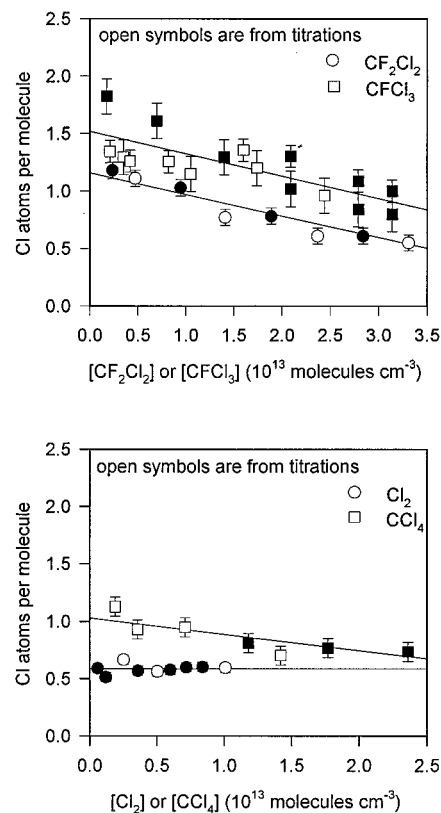 open symbols are from titrations
CF₂Cl₂
CFCl₃
2.5
2.0
1.5
1.0
0.5
0.0
Cl atoms per molecule
0.0 0.5 1.0 1.5 2.0 2.5 3.0 3.5
[CF₂Cl₂] or [CFCl₃] (10¹³ molecules cm⁻³)
open symbols are from titrations
Cl₂
CCl₄
2.5
2.0
1.5
1.0
0.5
0.0
Cl atoms per molecule
0.0 0.5 1.0 1.5 2.0 2.5
[Cl₂] or [CCl₄] (10¹³ molecules cm⁻³)